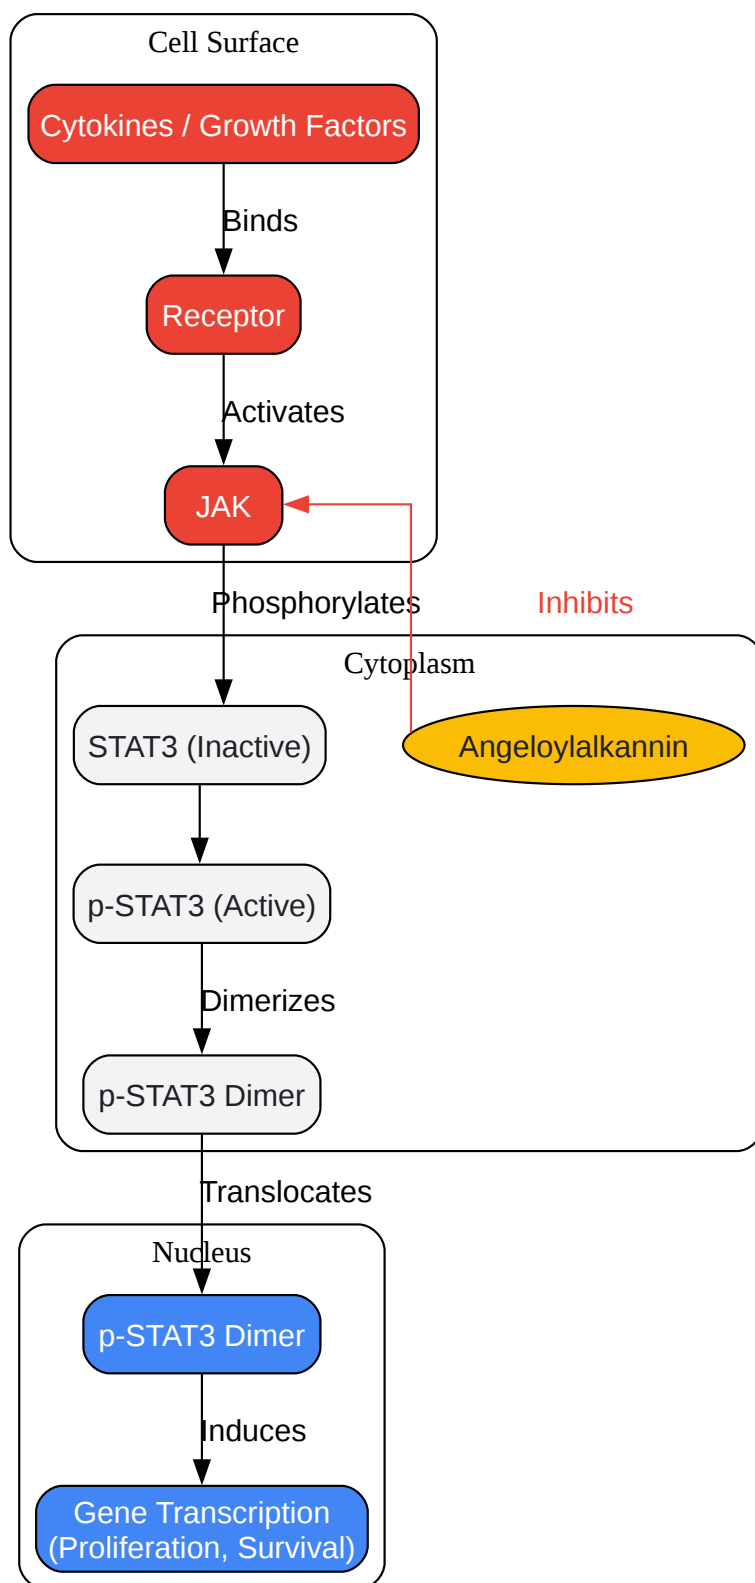 Cell Surface
Cytokines / Growth Factors
Binds
Receptor
Activates
JAK
Phosphorylates
Inhibits
Cytoplasm
STAT3 (Inactive)
Angeloylalkannin
p-STAT3 (Active)
Dimerizes
p-STAT3 Dimer
Translocates
Nucleus
p-STAT3 Dimer
Induces
Gene Transcription
(Proliferation, Survival)